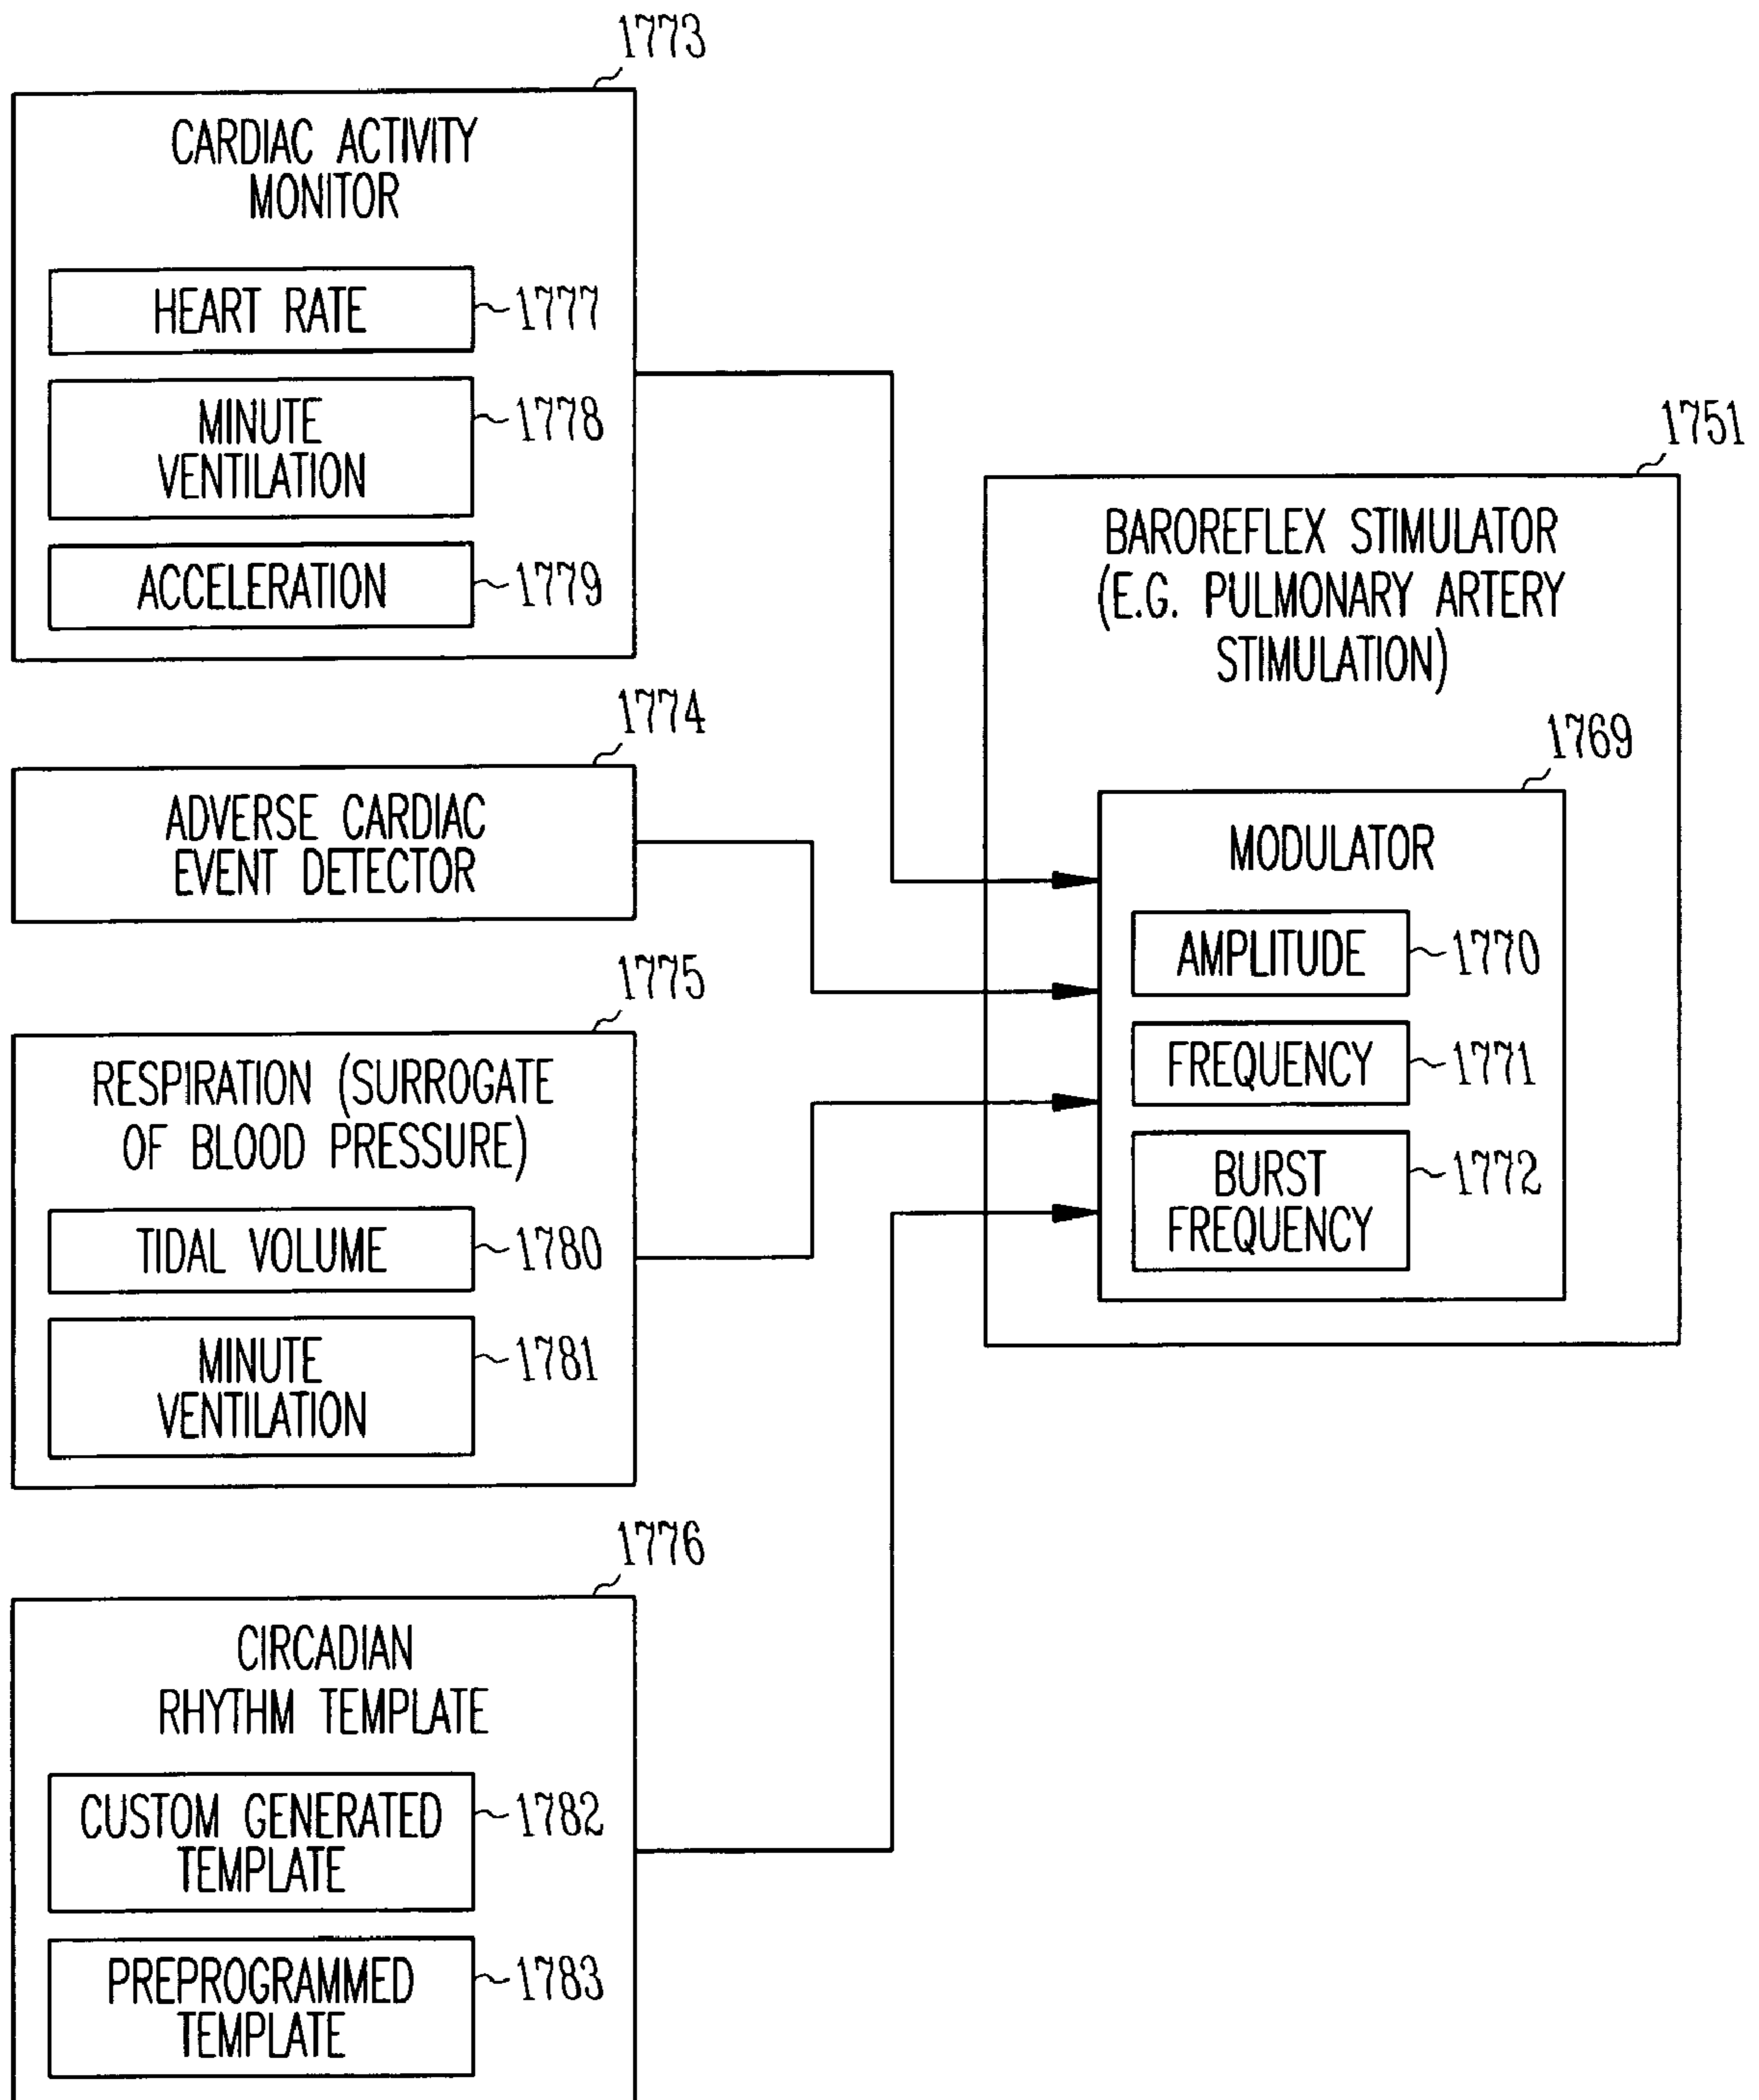 1773
CARDIAC ACTIVITY
MONITOR
HEART RATE
1777
MINUTE
VENTILATION
1778
ACCELERATION
1779
1774
ADVERSE CARDIAC
EVENT DETECTOR
1775
RESPIRATION (SURROGATE
OF BLOOD PRESSURE)
TIDAL VOLUME
1780
MINUTE
VENTILATION
1781
1776
CIRCADIAN
RHYTHM TEMPLATE
CUSTOM GENERATED
TEMPLATE
1782
PREPROGRAMMED
TEMPLATE
1783
1751
BAROREFLEX STIMULATOR
(E.G. PULMONARY ARTERY
STIMULATION)
1769
MODULATOR
AMPLITUDE
1770
FREQUENCY
1771
BURST
FREQUENCY
1772